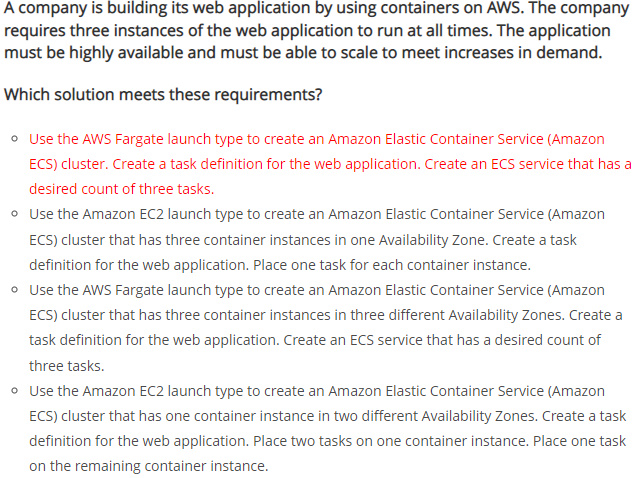 A company is building its web application by using containers on AWS. The company
requires three instances of the web application to run at all times. The application
must be highly available and must be able to scale to meet increases in demand.
Which solution meets these requirements?
Use the AWS Fargate launch type to create an Amazon Elastic Container Service (Amazon
ECS) cluster. Create a task definition for the web application. Create an ECS service that has a
desired count of three tasks.
Use the Amazon EC2 launch type to create an Amazon Elastic Container Service (Amazon
ECS) cluster that has three container instances in one Availability Zone. Create a task
definition for the web application. Place one task for each container instance.
Use the AWS Fargate launch type to create an Amazon Elastic Container Service (Amazon
ECS) cluster that has three container instances in three different Availability Zones. Create a
task definition for the web application. Create an ECS service that has a desired count of
three tasks.
Use the Amazon EC2 launch type to create an Amazon Elastic Container Service (Amazon
ECS) cluster that has one container instance in two different Availability Zones. Create a task
definition for the web application. Place two tasks on one container instance. Place one task
on the remaining container instance.